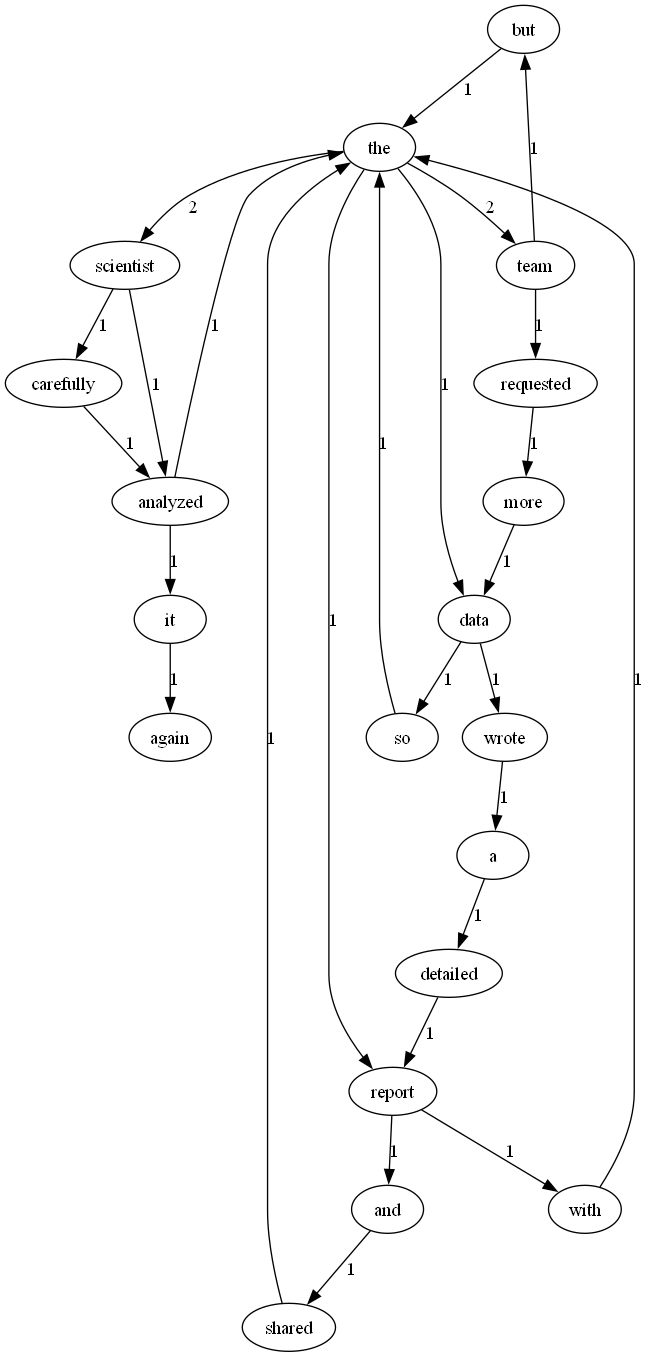 but
1
the
1
2
2
scientist
team
1
1
1
1
1
carefully
requested
1
1
1
1
analyzed
more
1
1
it
data
1
1
1
1
again
so
wrote
1
1
a
1
detailed
1
report
1
1
and
with
1
shared